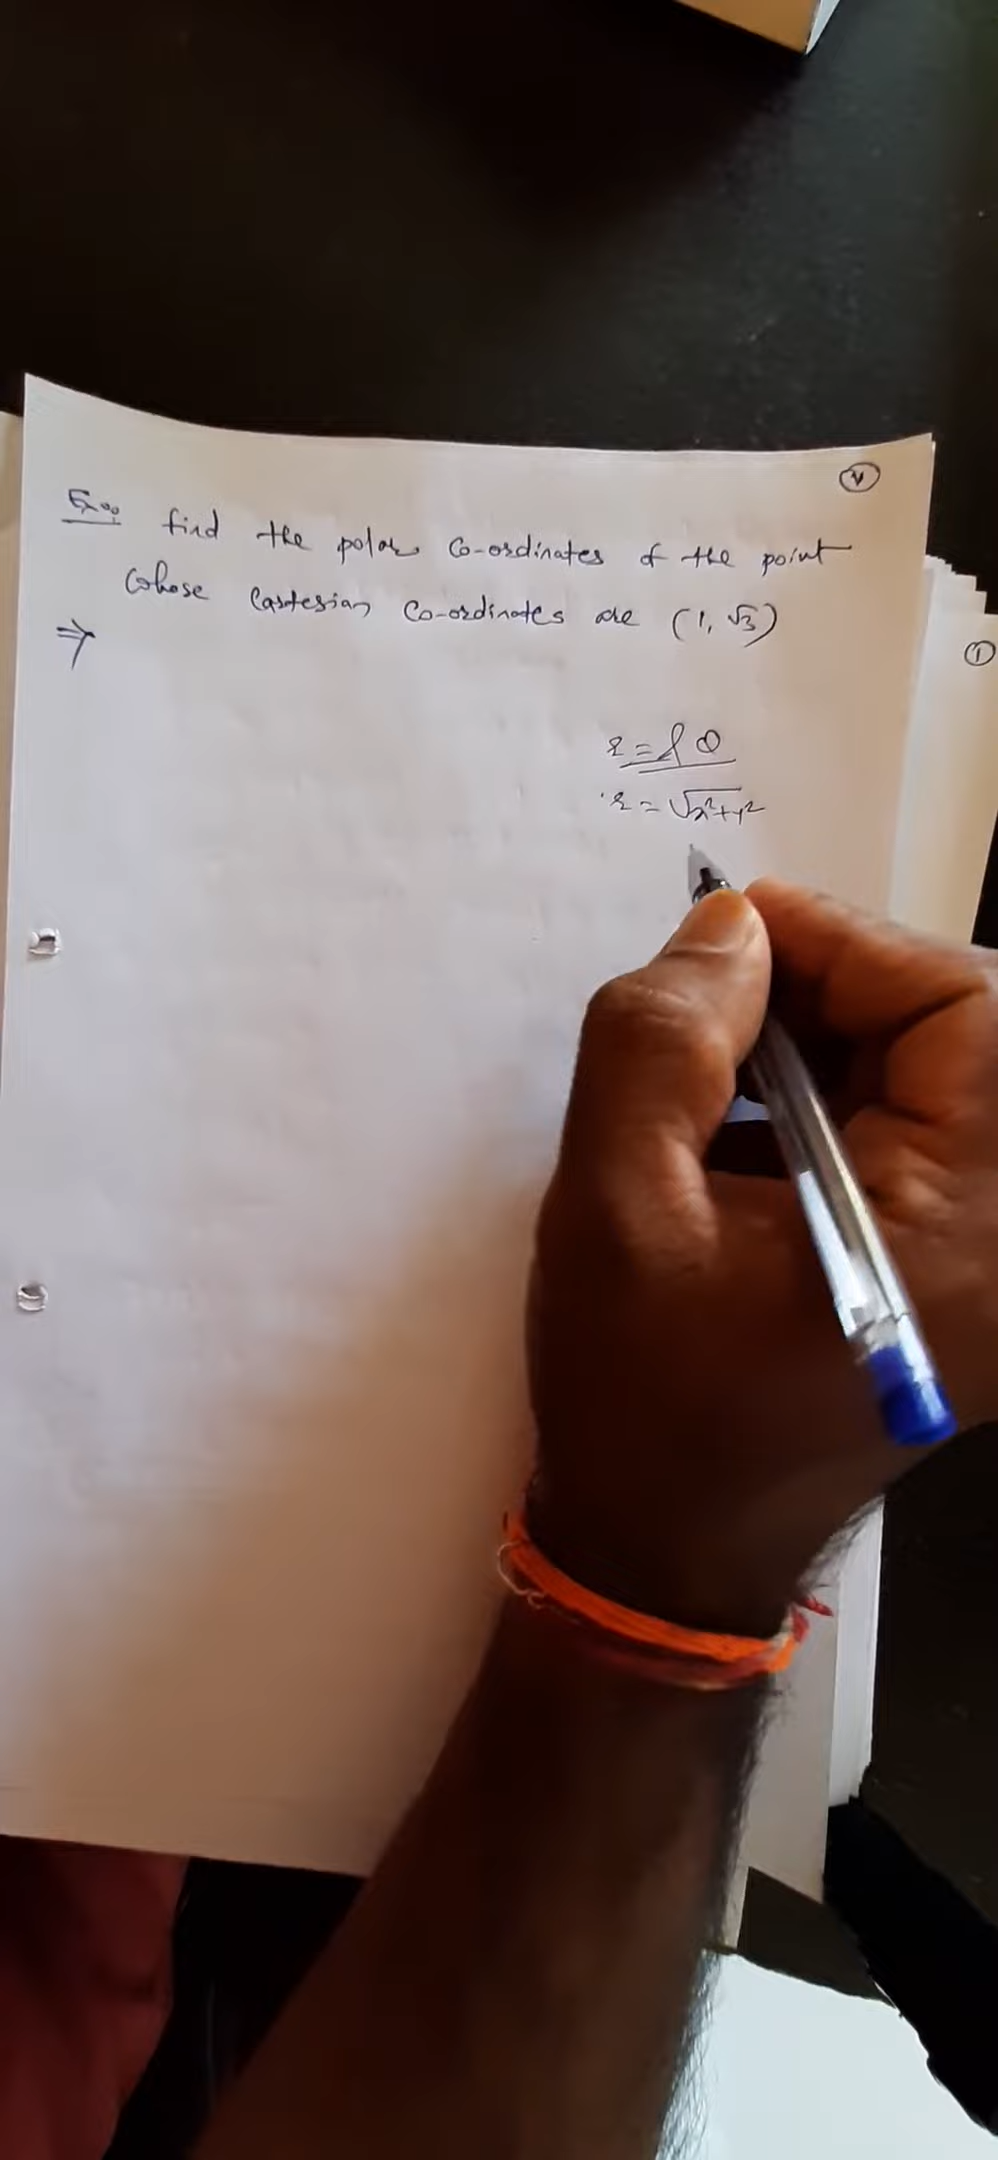 Ex:- find the polar Co-ordinates of the point
whose Cartesian Co-ordinates are (1, √3)
⇒
r = & θ
r = √x²+y²
1